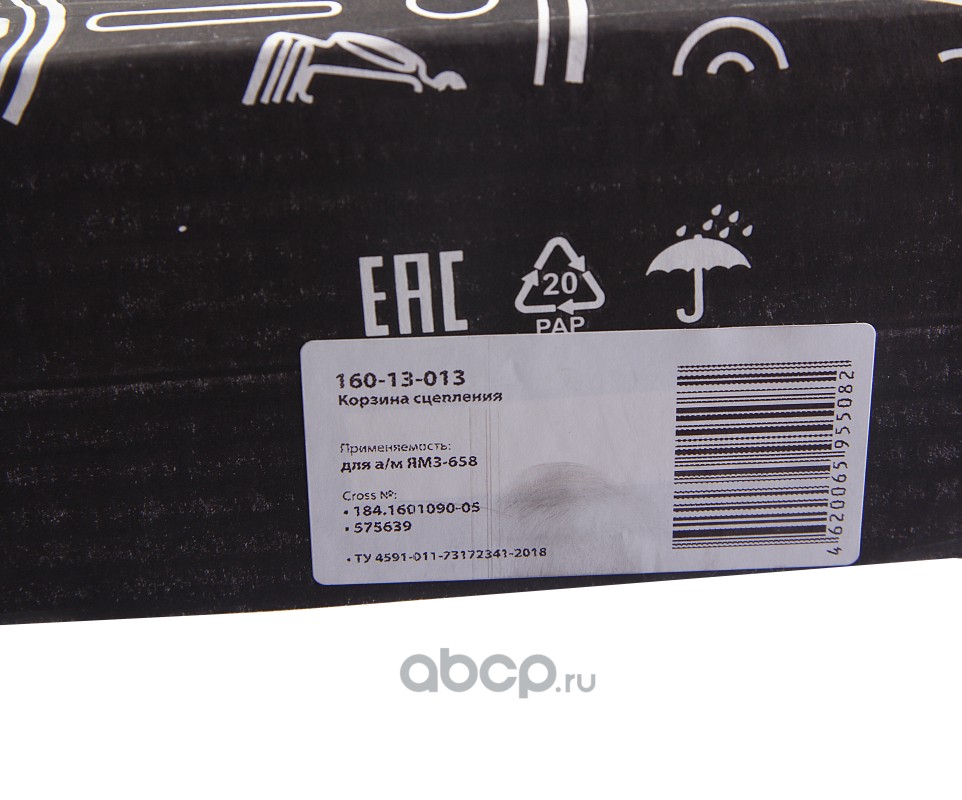 EAC
20
PAP
160-13-013
Корзина сцепления
Применяемость:
для а/м ЯМЗ-658
Cross №:
• 184.1601090-05
• 575639
• ТУ 4591-011-73172341-2018
4620065955082
abcp.ru